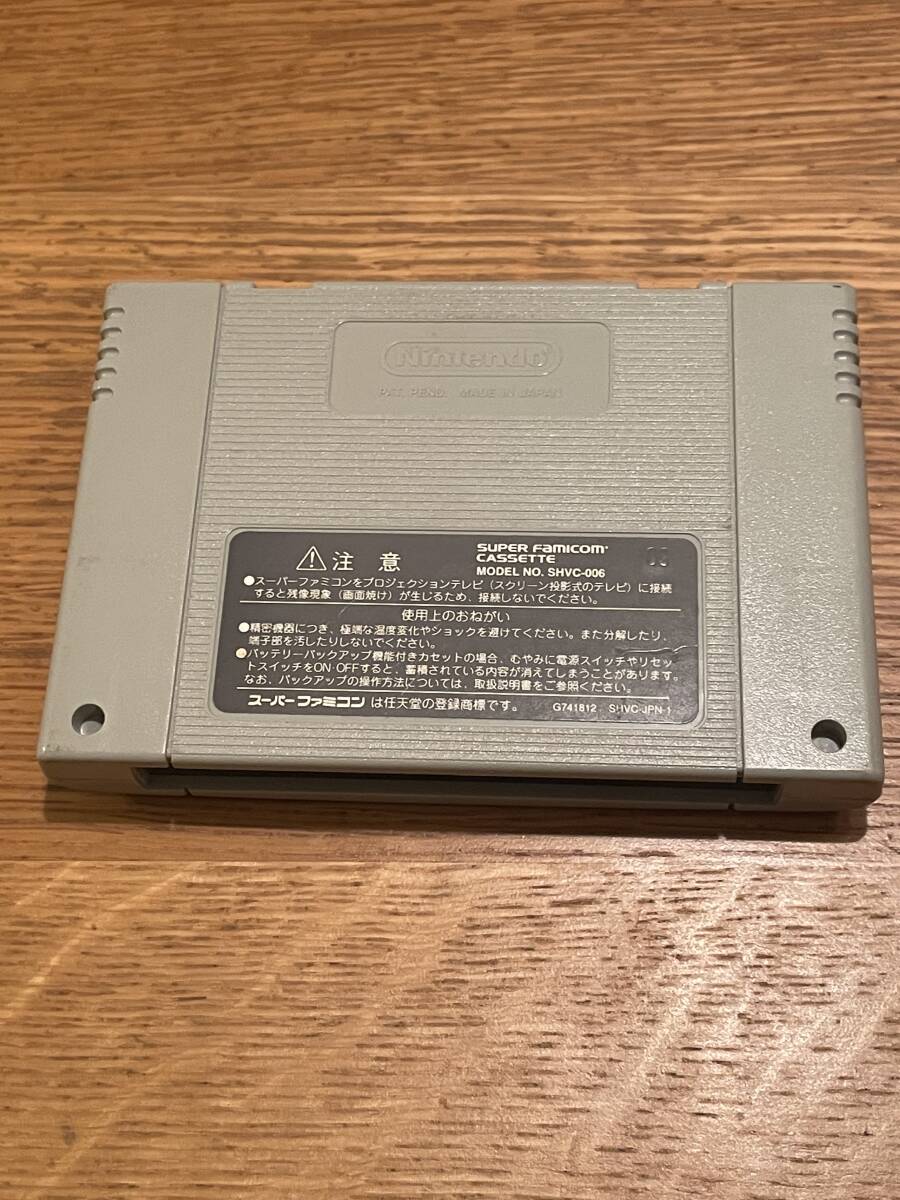 Nintendo
PAT. PEND. MADE IN JAPAN
注意
SUPER FAMICOM
CASSETTE
MODEL NO. SHVC-006
●スーパーファミコンをプロジェクションテレビ（スクリーン投影式のテレビ）に接続
すると残像現象（画面焼け）が生じるため、接続しないでください。
使用上のおねがい
●精密機器につき、極端な温度変化やショックを避けてください。また分解したり、
端子部を汚したりしないでください。
●バッテリーバックアップ機能付きカセットの場合、むやみに電源スイッチやリセッ
トスイッチをON・OFFすると、蓄積されている内容が消えてしまうことがあります。
なお、バックアップの操作方法については、取扱説明書をご参照ください。
スーパーファミコンは任天堂の登録商標です。 G741812 SHVC-JPN-1